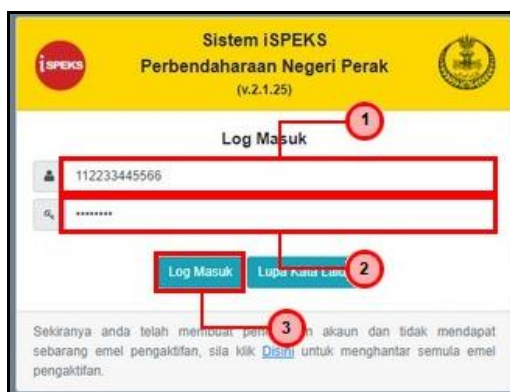 iSPEKS
Sistem iSPEKS
Perbendaharaan Negeri Perak
(v.2.1.25)
1
Log Masuk
112233445566
********
Log Masuk
Lupa Kata
2
3
Sekiranya anda telah membuat akaun dan tidak mendapat
sebarang emel pengaktifan, sila klik Disini untuk menghantar semula emel
pengaktifan.